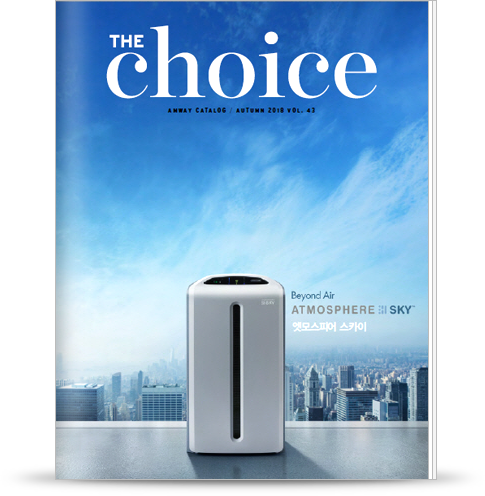 THE
choice
AMWAY CATALOG / AUTUMN 2018 VOL. 43
Beyond Air
ATMOSPHERE SKY™
앳모스피어 스카이